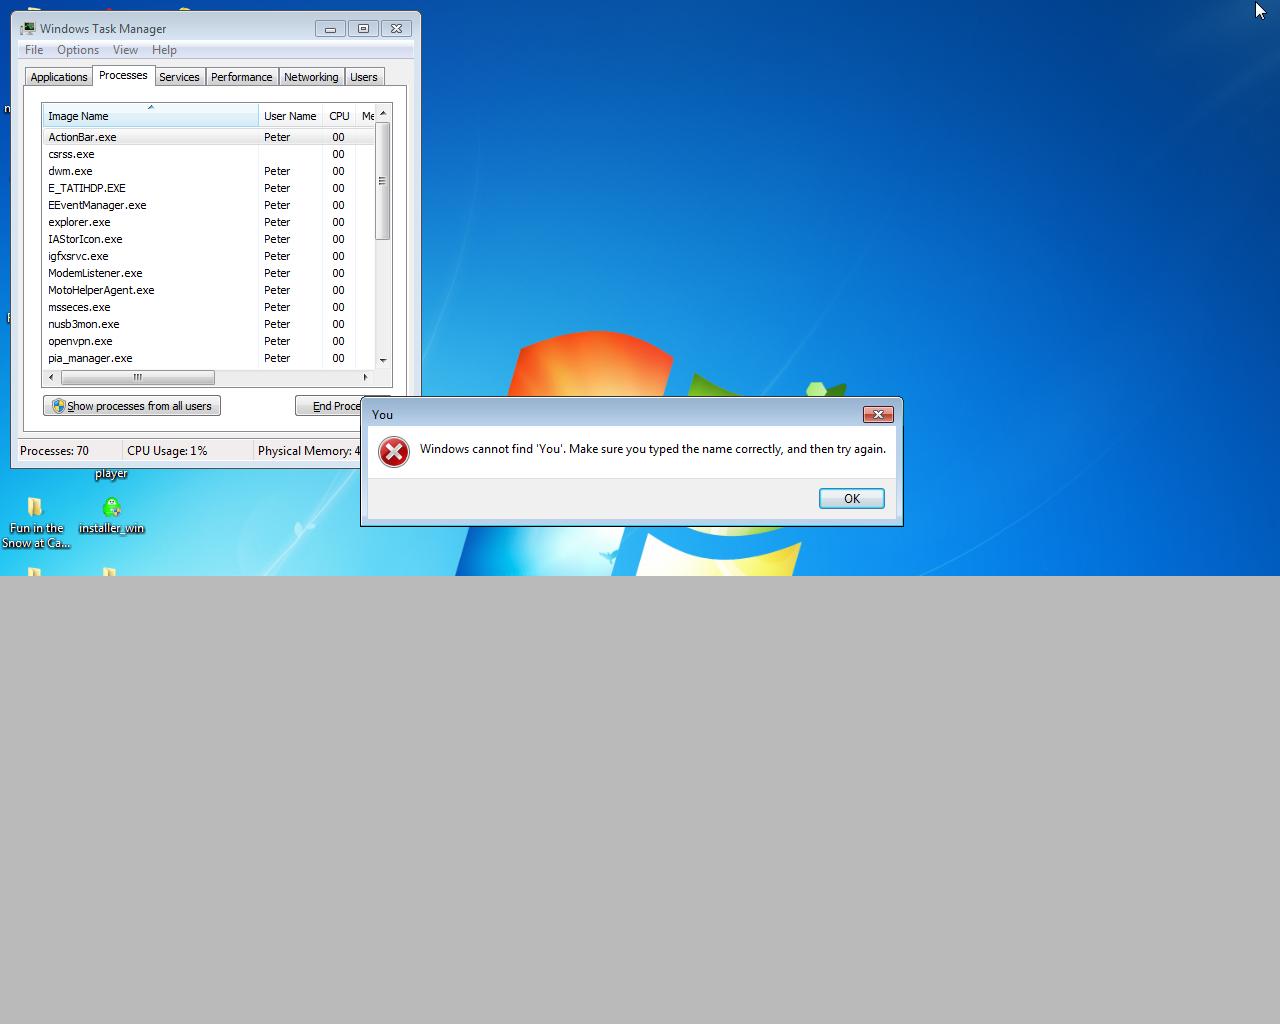 Windows Task Manager
File Options View Help
Applications Processes Services Performance Networking Users
Image Name User Name CPU
ActionBar.exe Peter 00
csrss.exe 00
dwm.exe Peter 00
E_TATIHDP.EXE Peter 00
EEventManager.exe Peter 00
explorer.exe Peter 00
IAStorIcon.exe Peter 00
igfxsrvc.exe Peter 00
ModemListener.exe Peter 00
MotoHelperAgent.exe Peter 00
msseces.exe Peter 00
nusb3mon.exe Peter 00
openvpn.exe Peter 00
pia_manager.exe Peter 00
Show processes from all users End Proce
Processes: 70 CPU Usage: 1% Physical Memory: 4
You
Windows cannot find 'You'. Make sure you typed the name correctly, and then try again.
OK
player
Fun in the
Snow at Ca...
installer_win